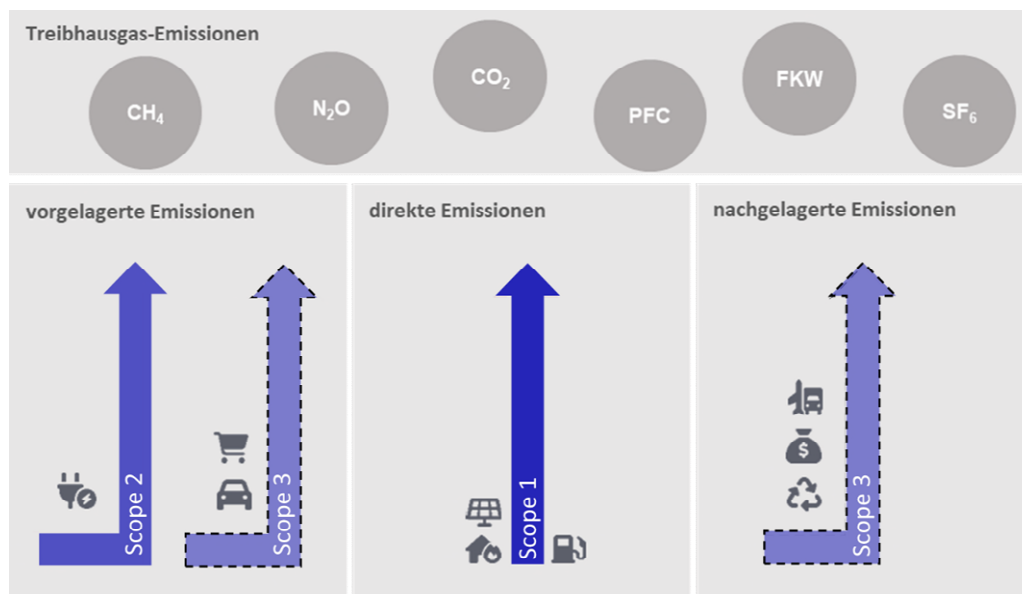 Treibhausgas-Emissionen
CH₄
N₂O
CO₂
PFC
FKW
SF₆
vorgelagerte Emissionen
Scope 2
Scope 3
direkte Emissionen
Scope 1
nachgelagerte Emissionen
$
Scope 3